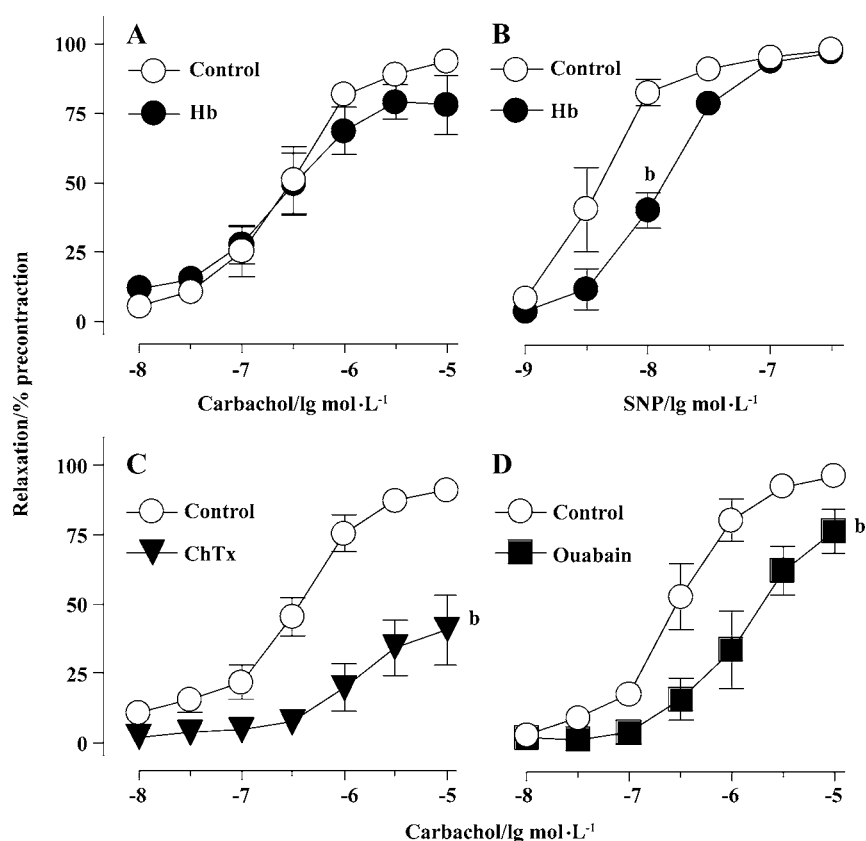 A
Control
Hb
100
75
50
25
0
-8 -7 -6 -5
Carbachol/lg mol·L⁻¹
B
Control
Hb
b
-9 -8 -7
SNP/lg mol·L⁻¹
Relaxation/% precontraction
C
Control
ChTx
b
100
75
50
25
0
-8 -7 -6 -5
D
Control
Ouabain
b
-8 -7 -6 -5
Carbachol/lg mol·L⁻¹